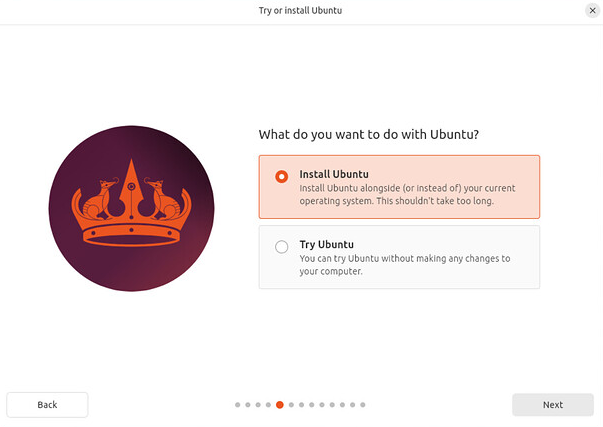 Try or install Ubuntu
What do you want to do with Ubuntu?
Install Ubuntu
Install Ubuntu alongside (or instead of) your current
operating system. This shouldn't take too long.
Try Ubuntu
You can try Ubuntu without making any changes to
your computer.
Back
Next